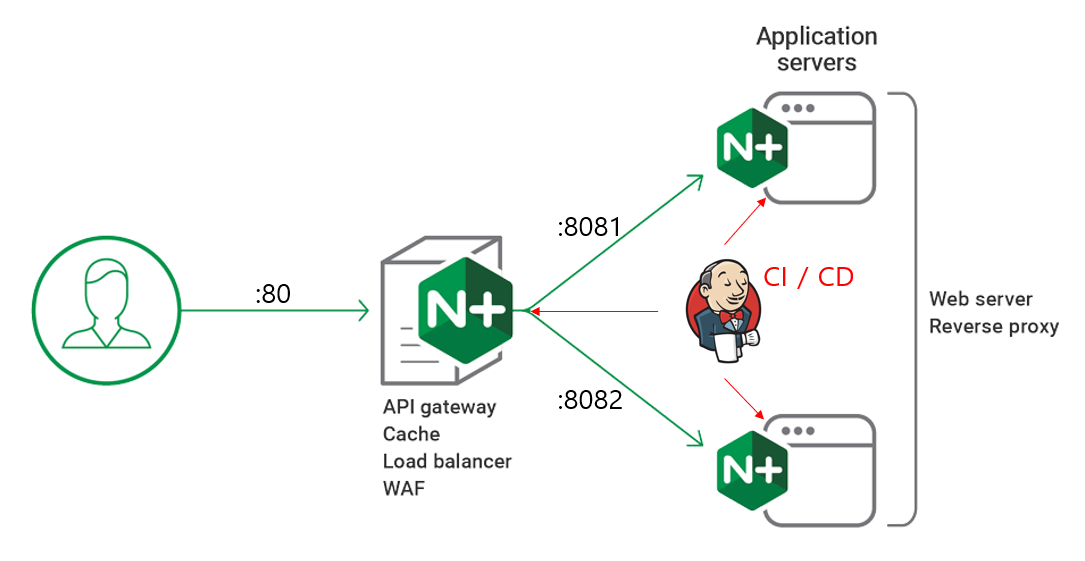 Application
servers
N+
:8081
:80
N+
CI / CD
Web server
Reverse proxy
:8082
API gateway
Cache
Load balancer
WAF
N+